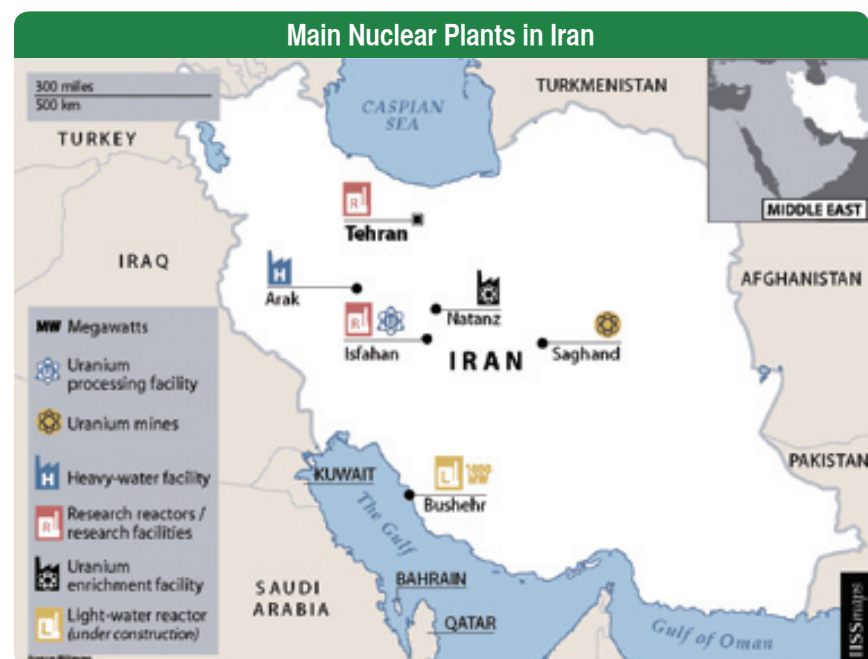 Main Nuclear Plants in Iran
300 miles
500 km
TURKEY
CASPIAN
SEA
TURKMENISTAN
MIDDLE EAST
R
Tehran
IRAQ
H
Arak
AFGHANISTAN
Natanz
R
Isfahan
IRAN
Saghand
MW Megawatts
Uranium
processing facility
Uranium mines
H
Heavy-water facility
R
Research reactors /
research facilities
Uranium
enrichment facility
L
Light-water reactor
(under construction)
KUWAIT
The Gulf
L
1000
MW
Bushehr
PAKISTAN
SAUDI
ARABIA
BAHRAIN
QATAR
Gulf of Oman
IISSmaps